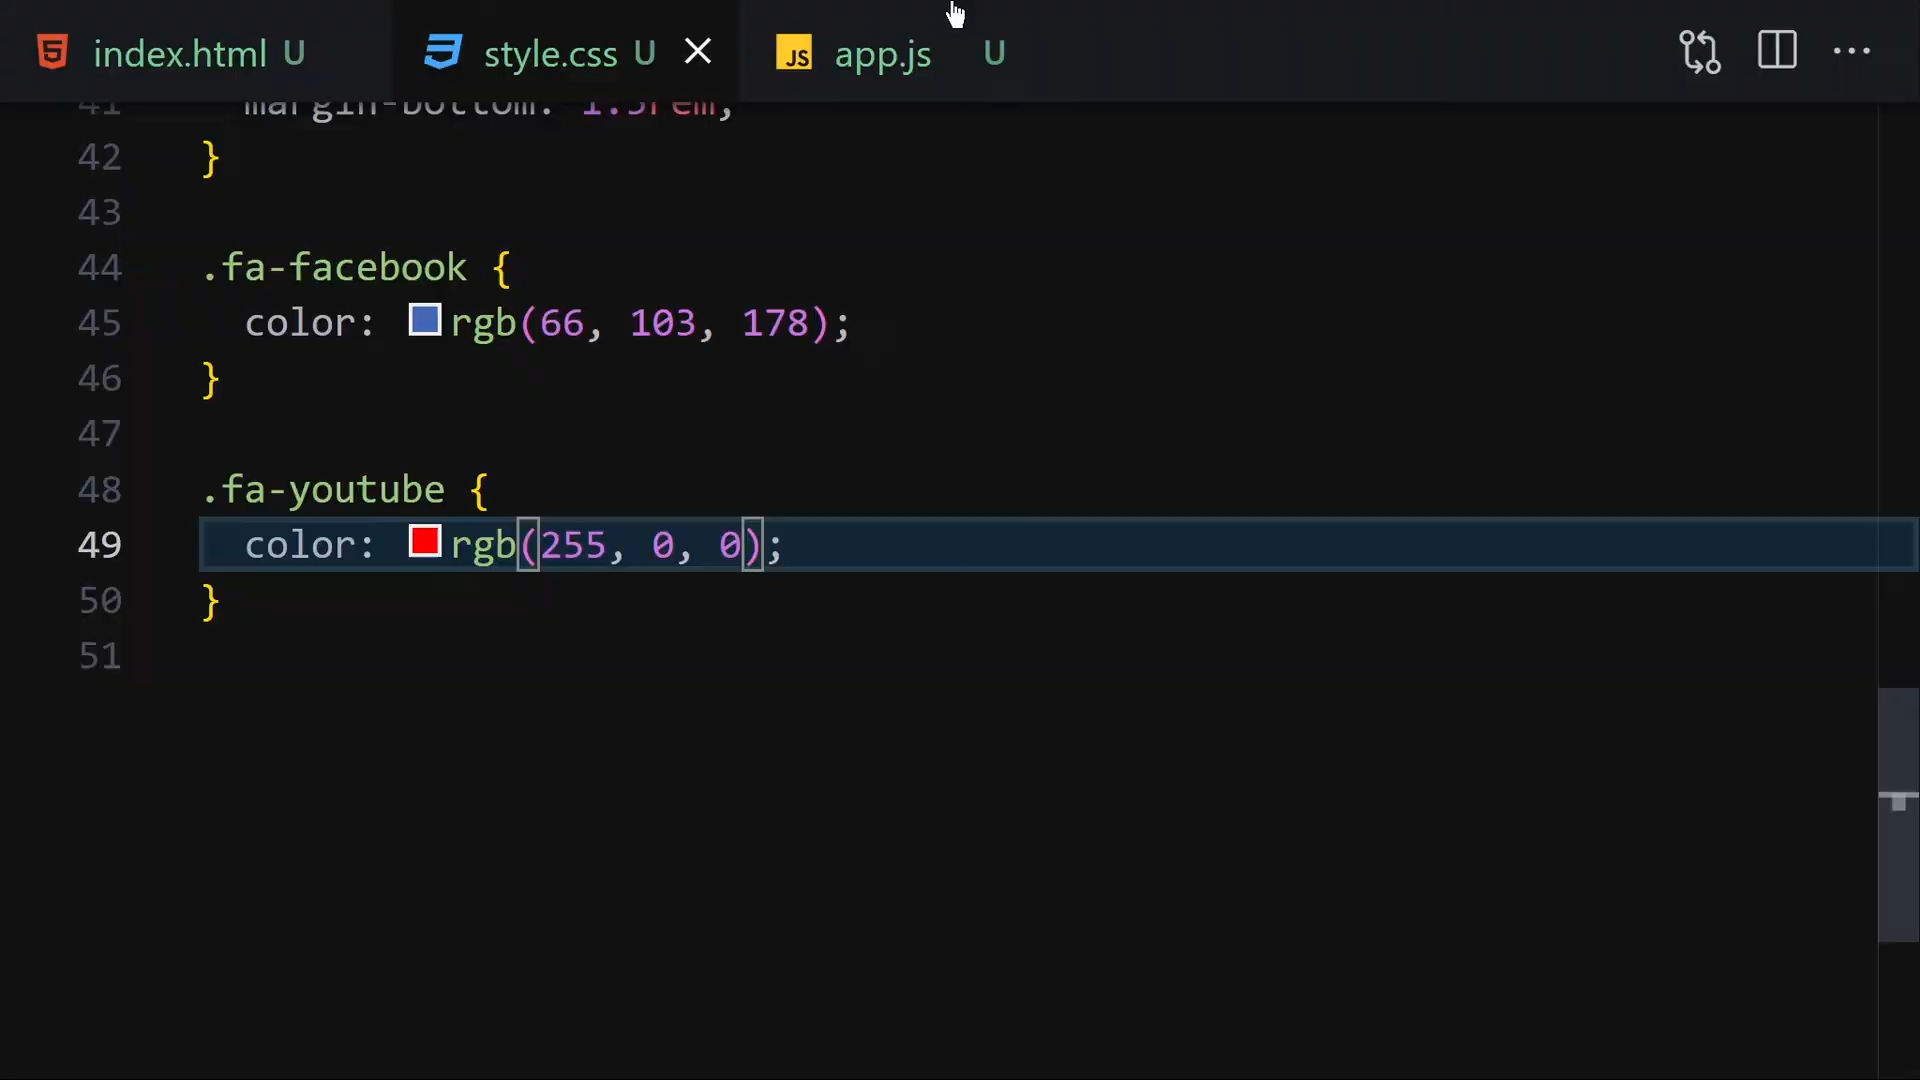 index.html U
style.css U
JS app.js U
41 margin-bottom: 1.5rem;
42 }
43
44 .fa-facebook {
45 color: rgb(66, 103, 178);
46 }
47
48 .fa-youtube {
49 color: rgb(255, 0, 0);
50 }
51